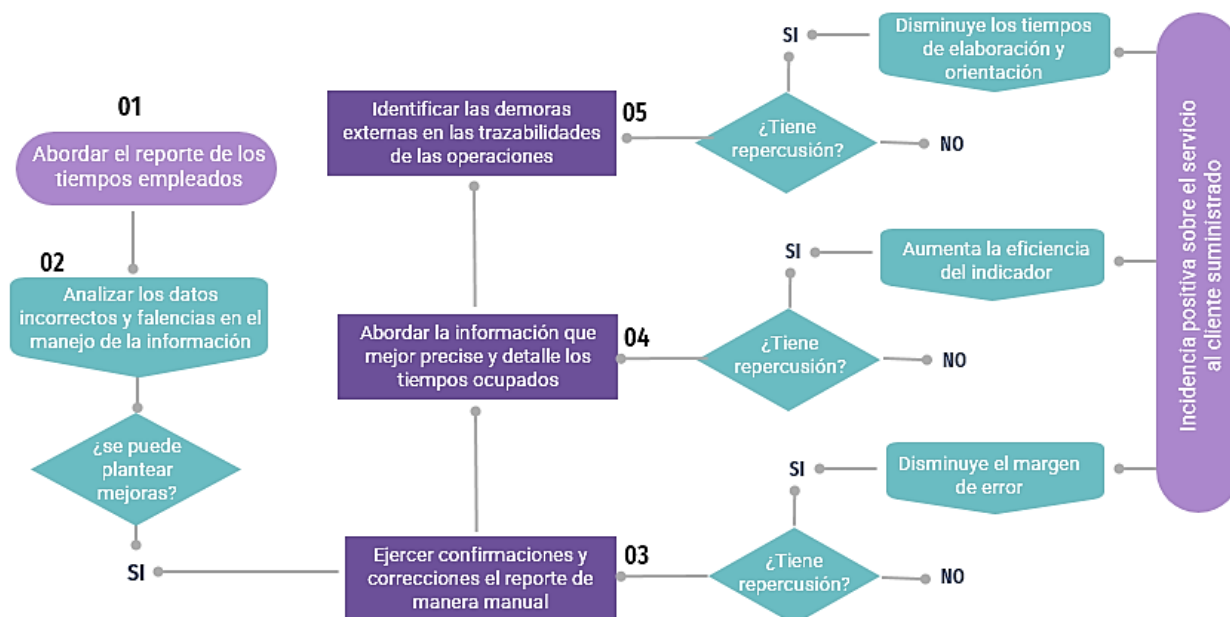 01
Abordar el reporte de los
tiempos empleados
02
Analizar los datos
incorrectos y falencias en el
manejo de la información
¿se puede
plantear
mejoras?
SI
Ejercer confirmaciones y
correcciones el reporte de
manera manual
03
¿Tiene
repercusión?
NO
SI
Disminuye el margen
de error
Abordar la información que
mejor precise y detalle los
tiempos ocupados
04
¿Tiene
repercusión?
NO
SI
Aumenta la eficiencia
del indicador
Identificar las demoras
externas en las trazabilidades
de las operaciones
05
¿Tiene
repercusión?
NO
SI
Disminuye los tiempos
de elaboración y
orientación
Incidencia positiva sobre el servicio
al cliente suministrado